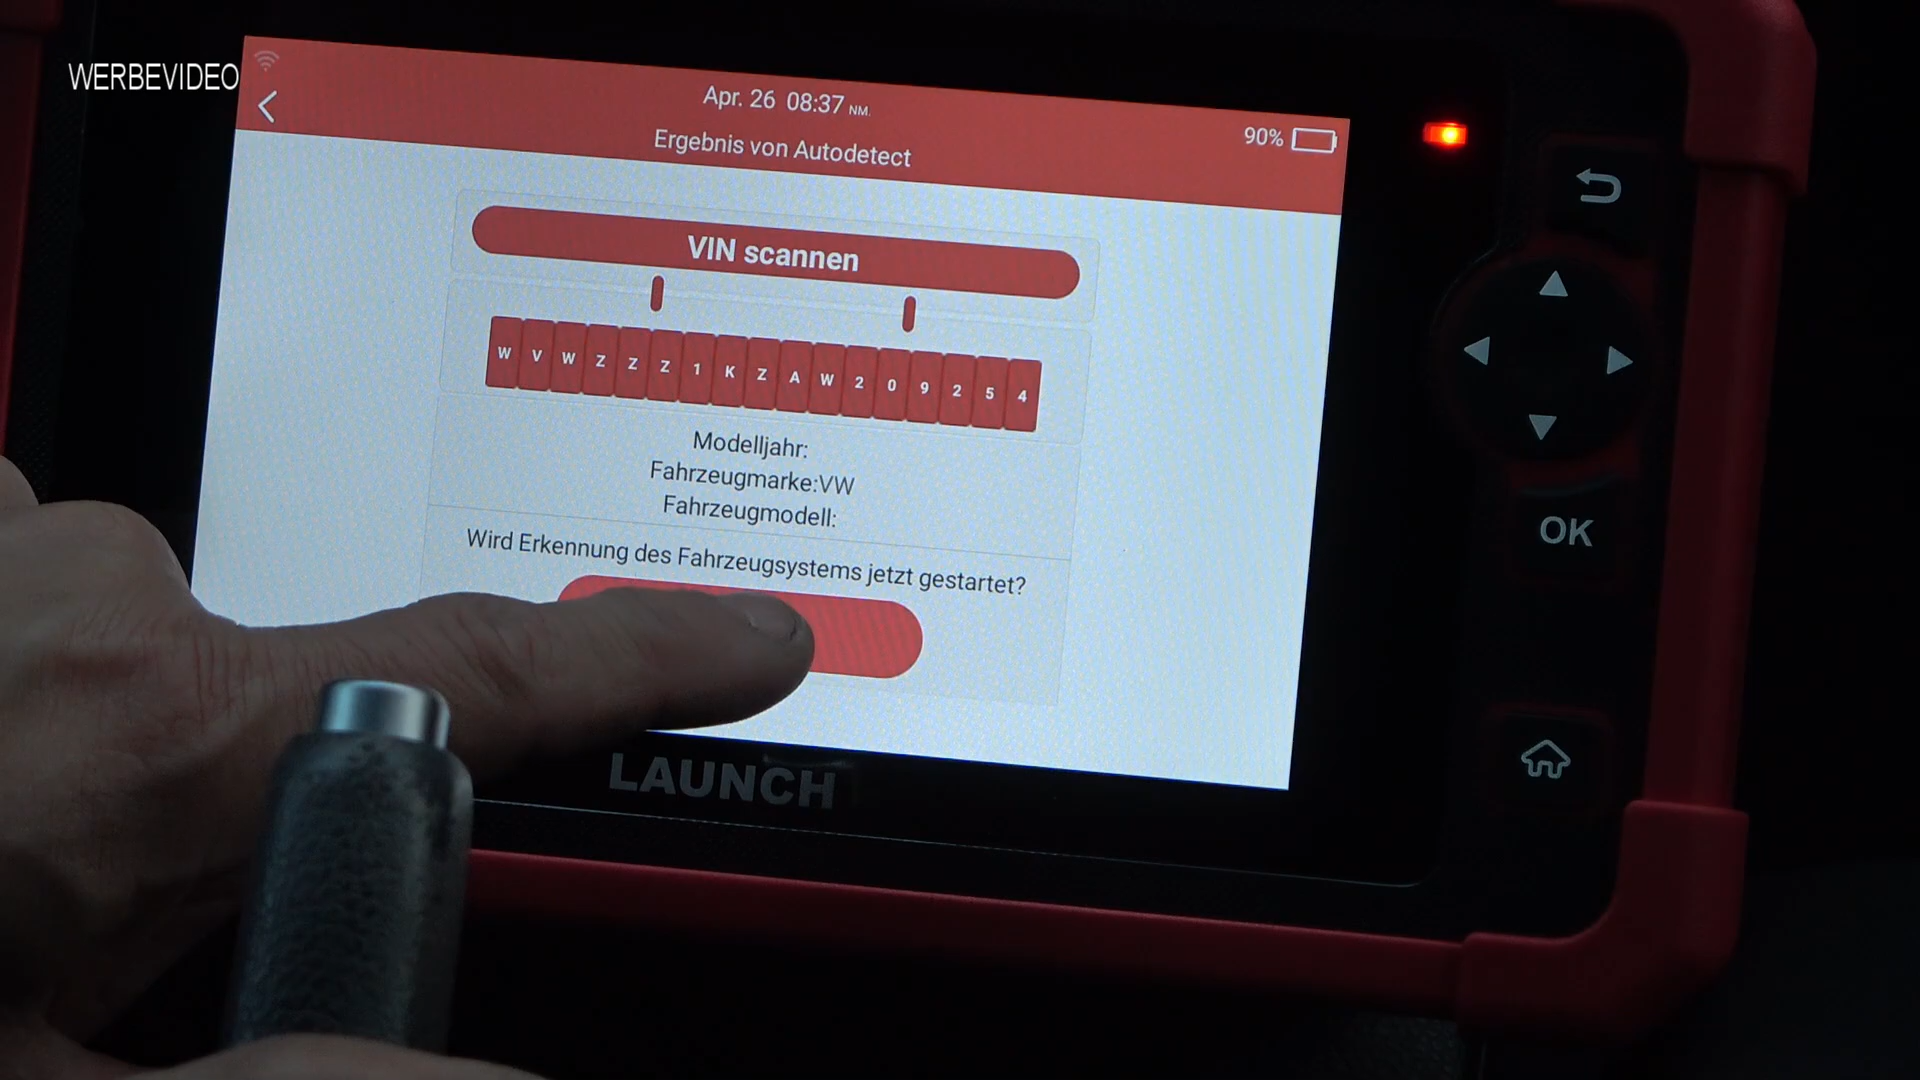 WERBEVIDEO
Apr. 26 08:37 NM.
90%
Ergebnis von Autodetect
VIN scannen
W V W Z Z Z 1 K Z A W 2 0 9 2 5 4
Modelljahr:
Fahrzeugmarke:VW
Fahrzeugmodell:
Wird Erkennung des Fahrzeugsystems jetzt gestartet?
OK
LAUNCH